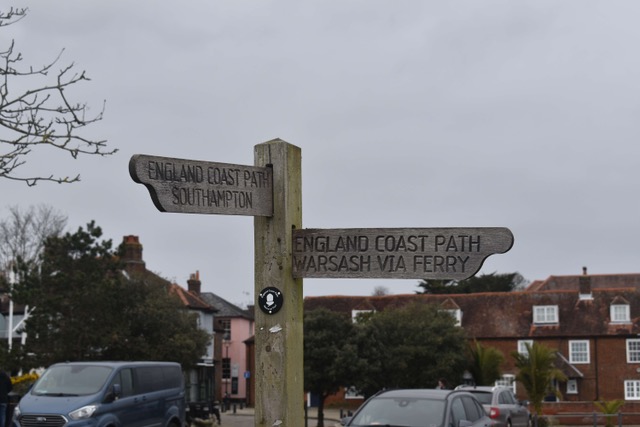 ENGLAND COAST PATH
SOUTHAMPTON
ENGLAND COAST PATH
WARSASH VIA FERRY